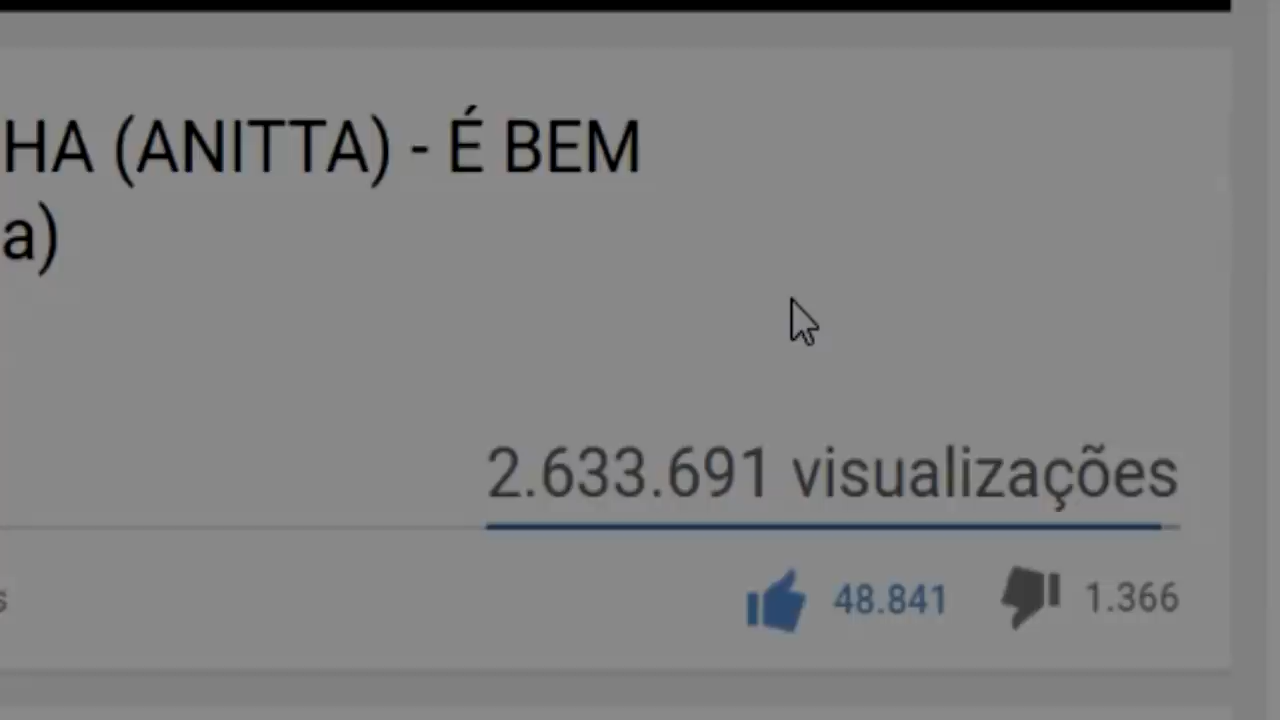 HA (ANITTA) - É BEM
a)
2.633.691 visualizações
s
48.841 1.366